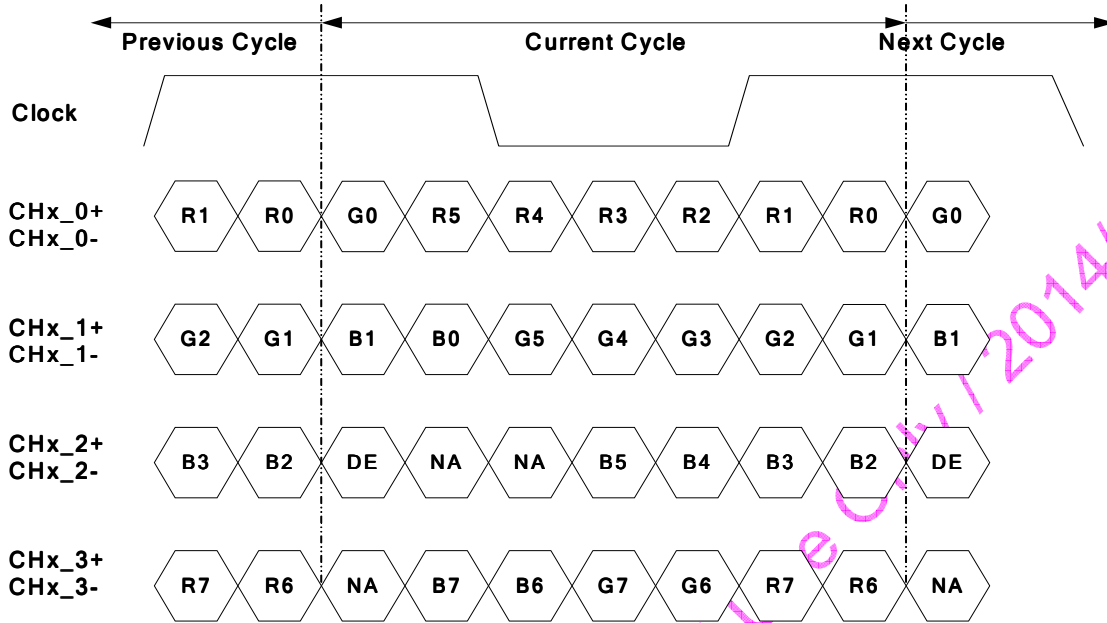 Previous Cycle Current Cycle Next Cycle
Clock
CHx_0+
CHx_0-
R1 R0 G0 R5 R4 R3 R2 R1 R0 G0
CHx_1+
CHx_1-
G2 G1 B1 B0 G5 G4 G3 G2 G1 B1
CHx_2+
CHx_2-
B3 B2 DE NA NA B5 B4 B3 B2 DE
CHx_3+
CHx_3-
R7 R6 NA B7 B6 G7 G6 R7 R6 NA
/ 2014/